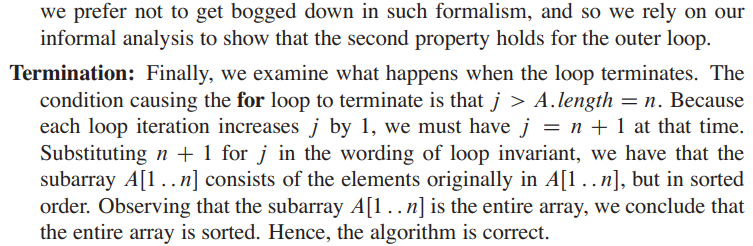 we prefer not to get bogged down in such formalism, and so we rely on our
informal analysis to show that the second property holds for the outer loop.
Termination: Finally, we examine what happens when the loop terminates. The
condition causing the for loop to terminate is that j > A.length = n. Because
each loop iteration increases j by 1, we must have j = n + 1 at that time.
Substituting n + 1 for j in the wording of loop invariant, we have that the
subarray A[1 . . n] consists of the elements originally in A[1 . . n], but in sorted
order. Observing that the subarray A[1 . . n] is the entire array, we conclude that
the entire array is sorted. Hence, the algorithm is correct.